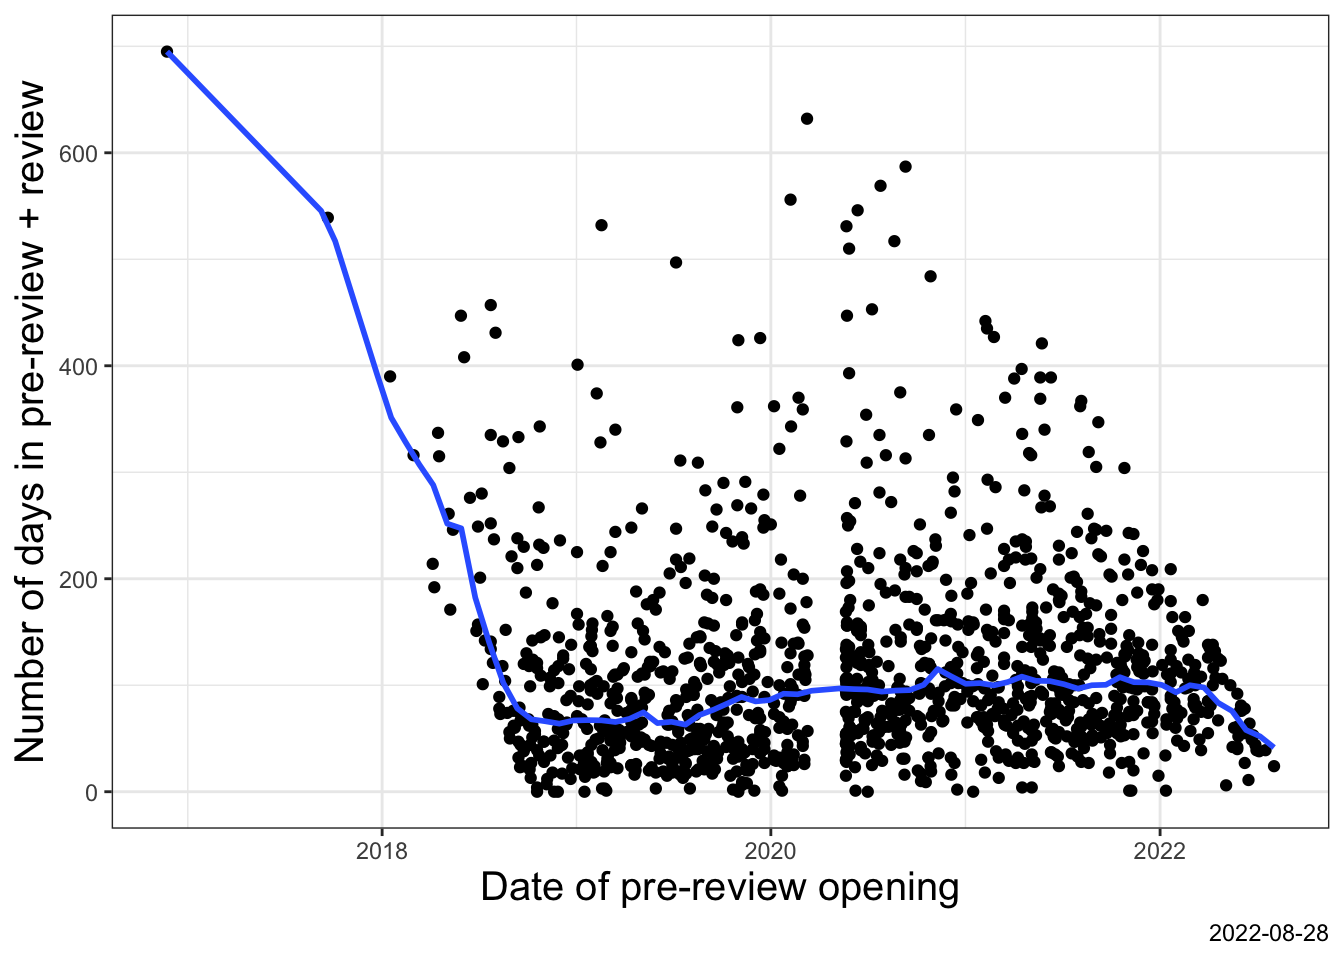 Number of days in pre-review + review
600
400
200
0
2018 2020 2022
Date of pre-review opening
2022-08-28